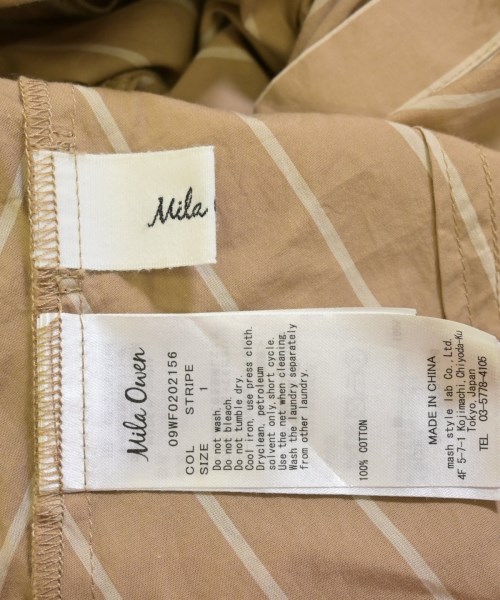 Mila
Mila Owen
09WF0202156
COL STRIPE
SIZE 1
Do not wash.
Do not bleach.
Do not tumble dry.
Cool iron. use press cloth.
Dryclean, petroleum
solvent only,short cycle.
Use the net when cleaning.
Wash the laundry, separately
from other laundry.
100% COTTON
MADE IN CHINA
mash style lab Co. Ltd.
4F 5-7-1 Kojimachi, Chiyoda-Ku
Tokyo, Japan
TEL 03-5778-4105